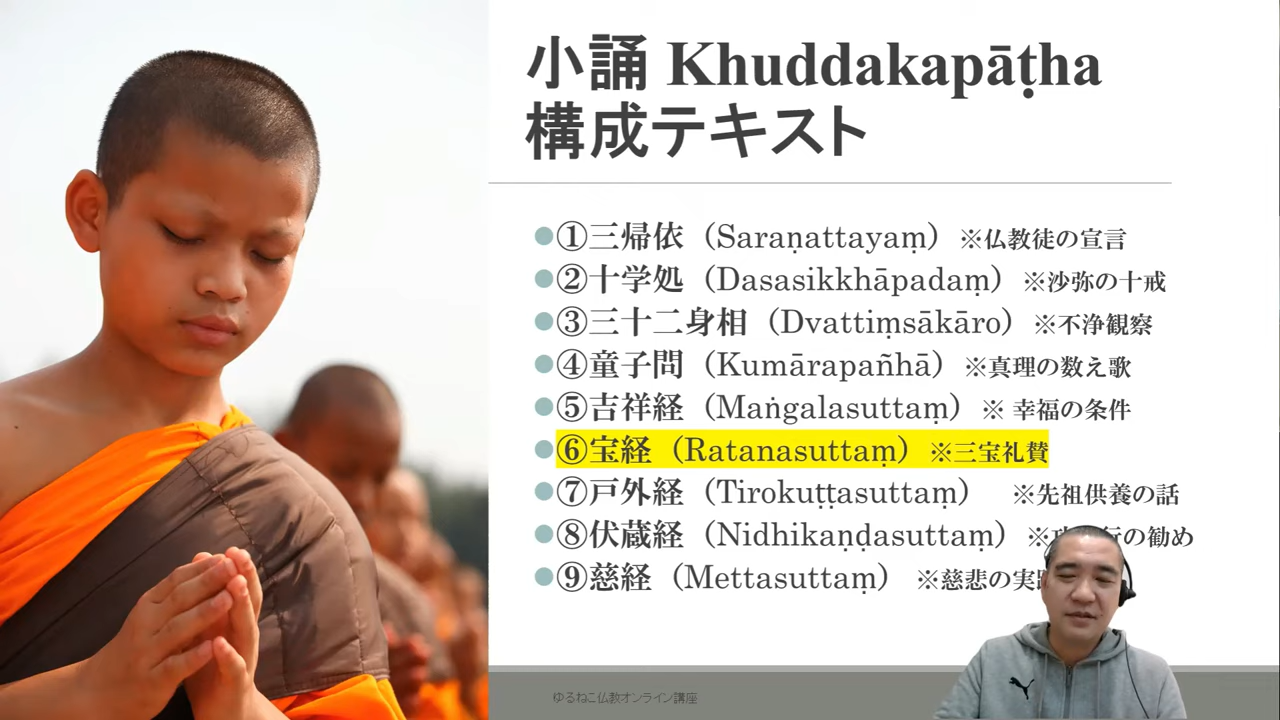 小誦 Khuddakapāṭha
構成テキスト
①三帰依（Saraṇattayaṃ）※仏教徒の宣言
②十学処（Dasasikkhāpadaṃ）※沙弥の十戒
③三十二身相（Dvattiṃsākāro）※不浄観察
④童子問（Kumārapañhā）※真理の数え歌
⑤吉祥経（Maṅgalasuttaṃ）※ 幸福の条件
⑥宝経（Ratanasuttaṃ）※三宝礼賛
⑦戸外経（Tirokuṭṭasuttaṃ） ※先祖供養の話
⑧伏蔵経（Nidhikaṇḍasuttaṃ）※の勧め
⑨慈経（Mettasuttaṃ） ※慈悲の実
ゆるねこ仏教オンライン講座